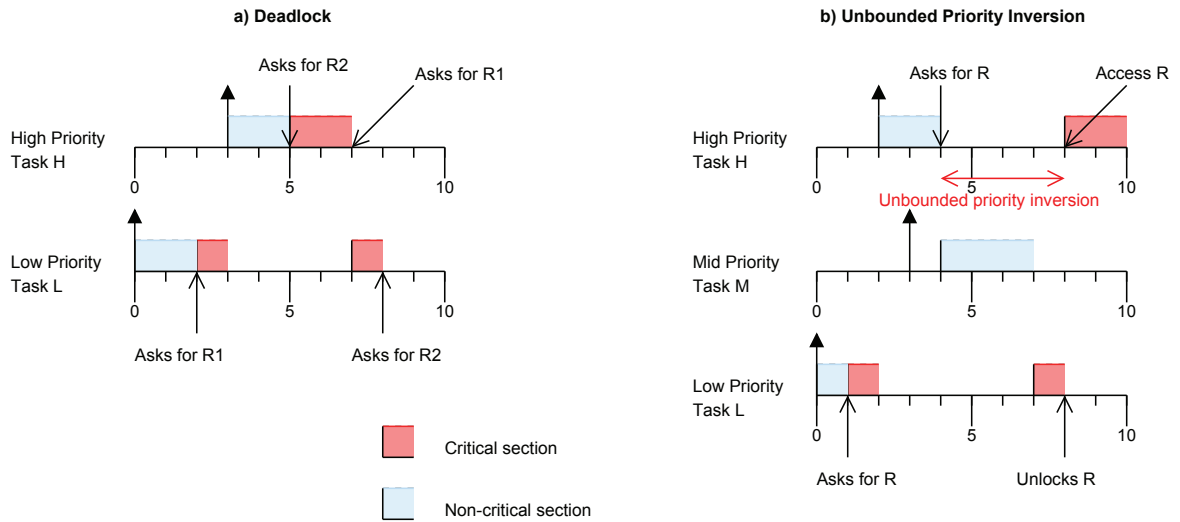 a) Deadlock
Asks for R2
Asks for R1
High Priority
Task H
0
5
10
Low Priority
Task L
0
5
10
Asks for R1
Asks for R2
Critical section
Non-critical section
b) Unbounded Priority Inversion
Asks for R
Access R
High Priority
Task H
0
5
10
Unbounded priority inversion
Mid Priority
Task M
0
5
10
Low Priority
Task L
0
5
10
Asks for R
Unlocks R